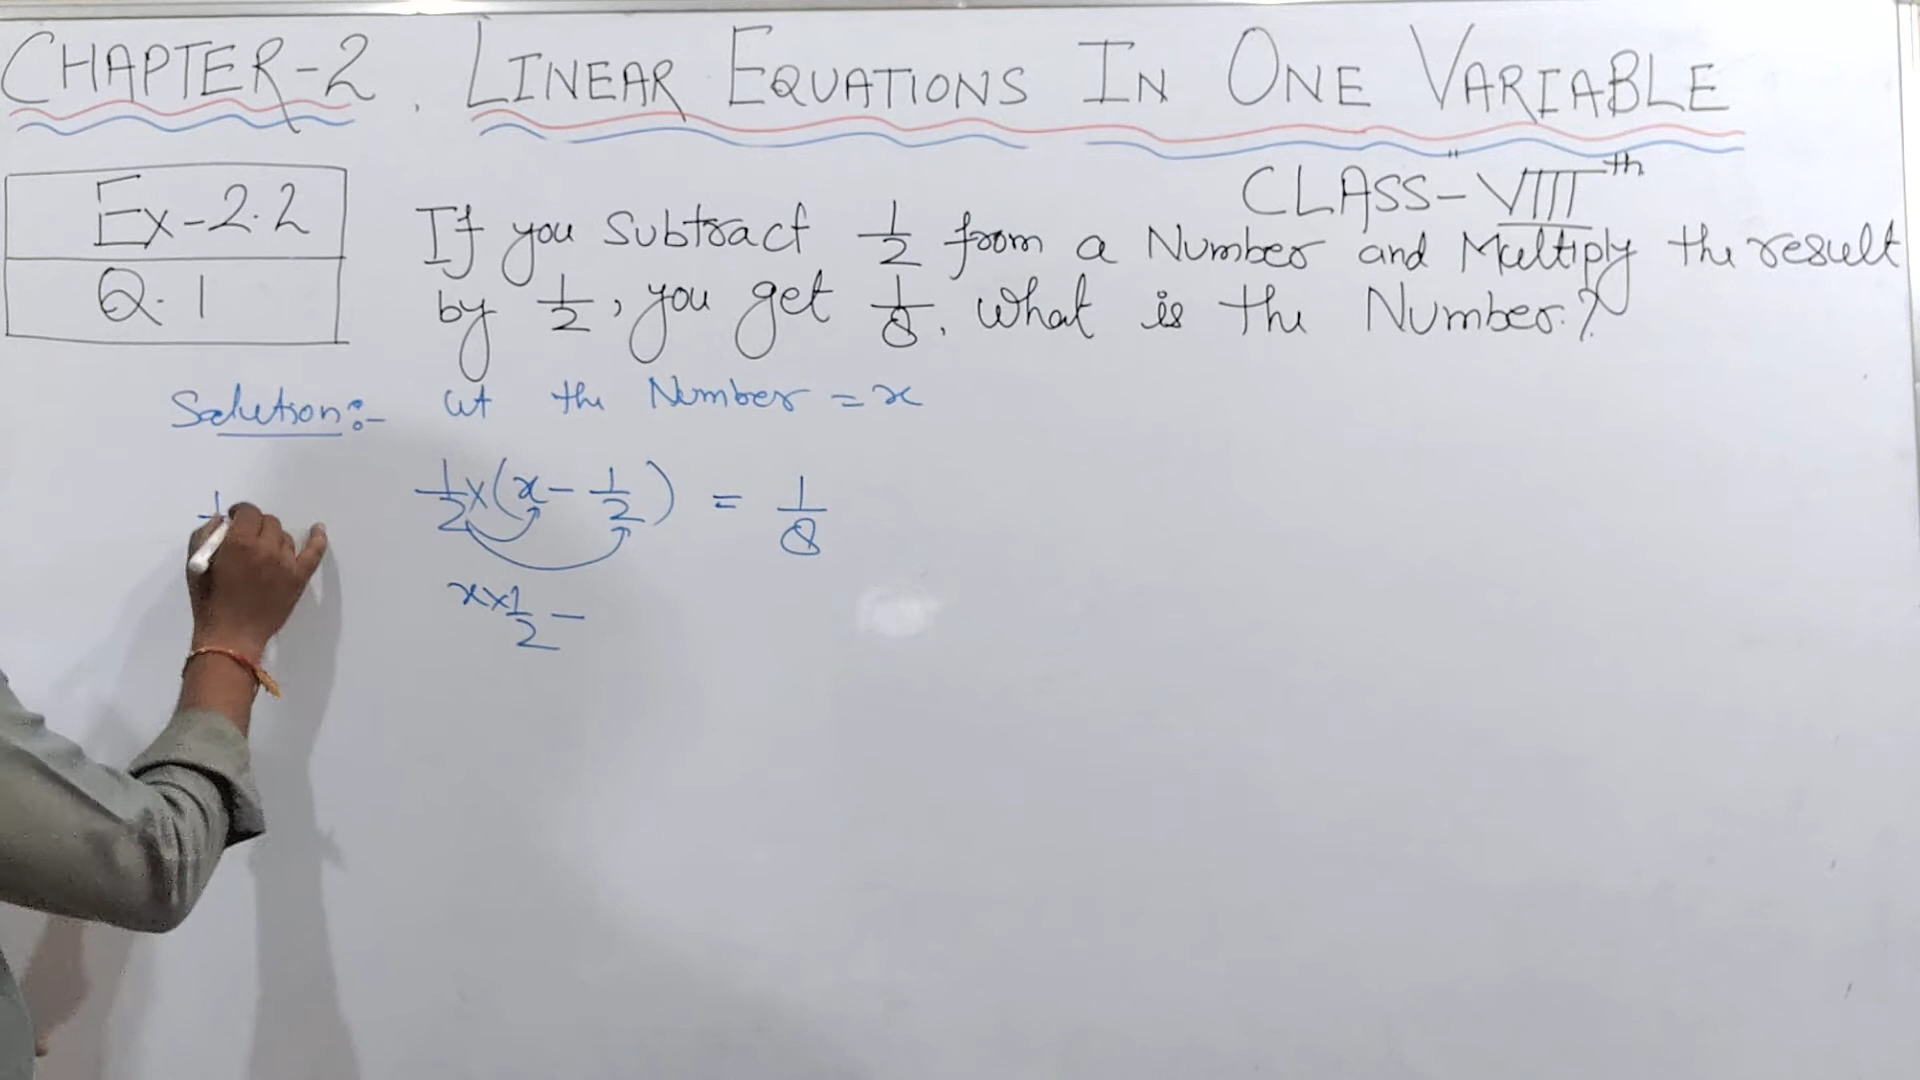 CHAPTER-2. LINEAR EQUATIONS IN ONE VARIABLE
CLASS-VIIIth
Ex-2.2
Q.1
If you Subtract 1/2 from a Number and Multiply the result
by 1/2, you get 1/8. What is the Number.?
Solution:- let the Number = x
1/2 x (x - 1/2) = 1/8
x x 1/2 -